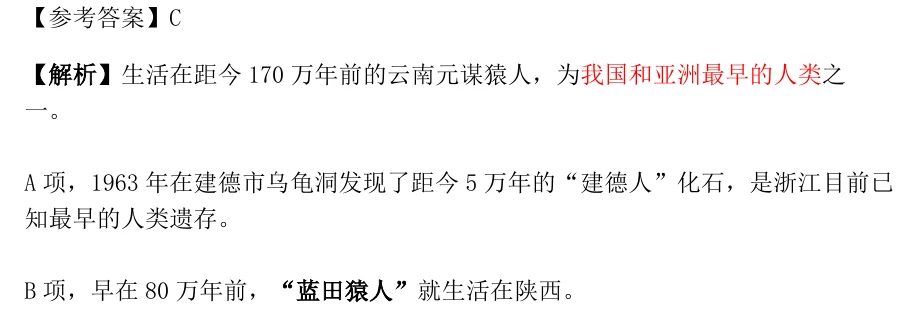 【参考答案】C
【解析】生活在距今 170 万年前的云南元谋猿人，为我国和亚洲最早的人类之
一。
A 项，1963 年在建德市乌龟洞发现了距今 5 万年的“建德人”化石，是浙江目前已
知最早的人类遗存。
B 项，早在 80 万年前，“蓝田猿人”就生活在陕西。